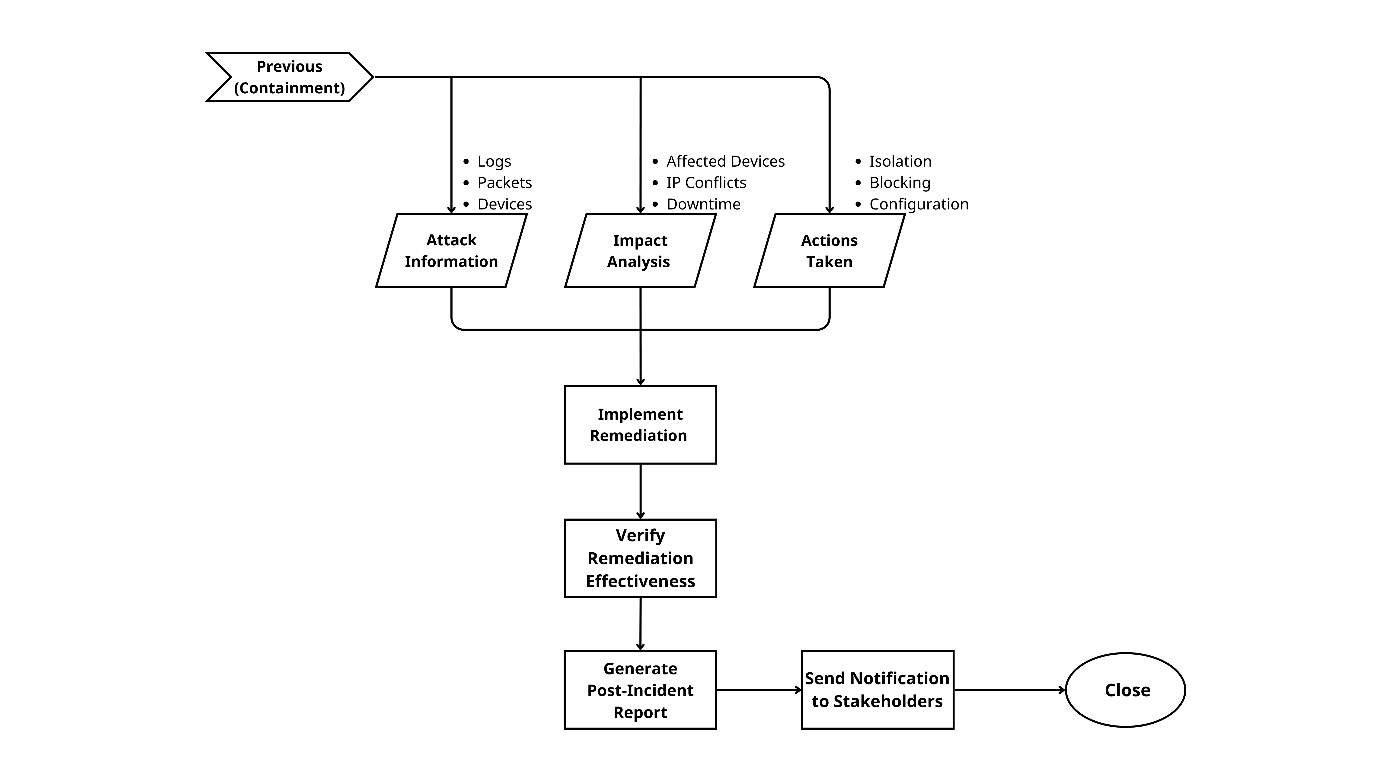 Previous
(Containment)
• Logs
• Packets
• Devices
• Affected Devices
• IP Conflicts
• Downtime
• Isolation
• Blocking
• Configuration
Attack
Information
Impact
Analysis
Actions
Taken
Implement
Remediation
Verify
Remediation
Effectiveness
Generate
Post-Incident
Report
Send Notification
to Stakeholders
Close